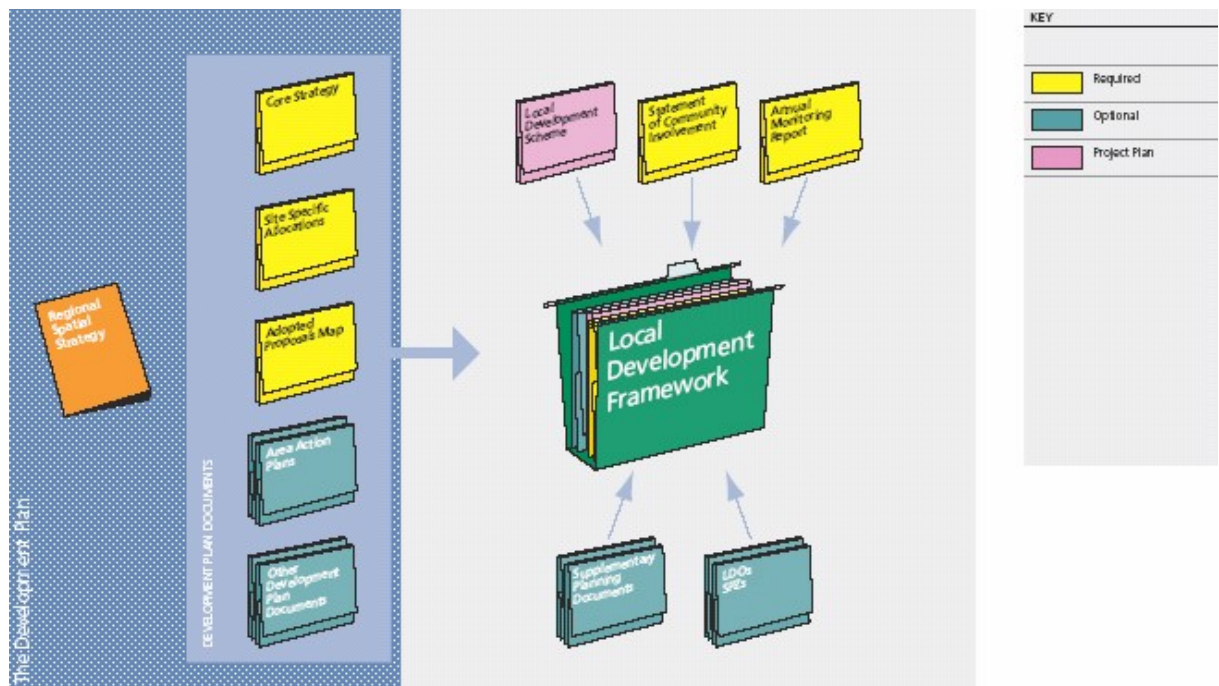 The Development Plan
Regional
Spatial
Strategy
DEVELOPMENT PLAN DOCUMENTS
Core Strategy
Site Specific
Allocations
Adopted
Proposals Map
Area Action
Plans
Other
Development
Plan
Documents
Local
Development
Scheme
Statement
of Community
Involvement
Annual
Monitoring
Report
Local
Development
Framework
Supplementary
Planning
Documents
LDOs
SPZs
KEY
Required
Optional
Project Plan